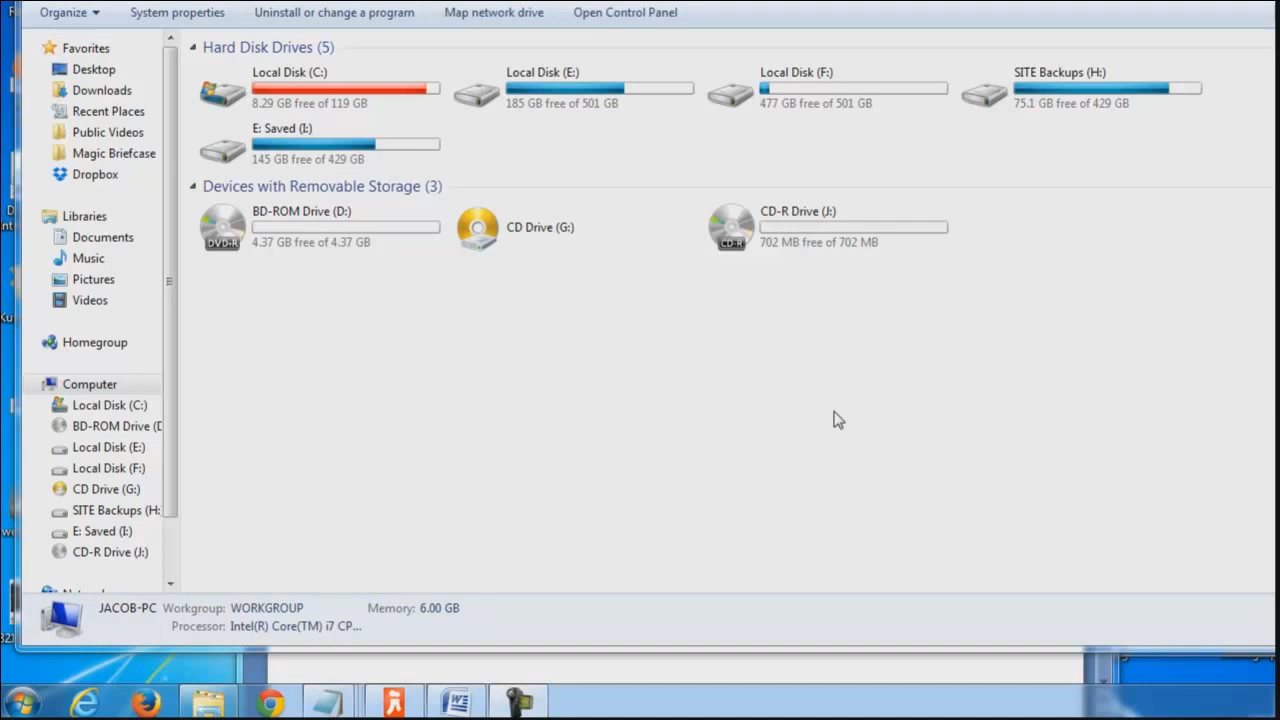 Organize
System properties
Uninstall or change a program
Map network drive
Open Control Panel
Favorites
Desktop
Downloads
Recent Places
Public Videos
Magic Briefcase
Dropbox
Libraries
Documents
Music
Pictures
Videos
Homegroup
Computer
Local Disk (C:)
BD-ROM Drive (D
Local Disk (E:)
Local Disk (F:)
CD Drive (G:)
SITE Backups (H:
E: Saved (I:)
CD-R Drive (J:)
Hard Disk Drives (5)
Local Disk (C:)
8.29 GB free of 119 GB
Local Disk (E:)
185 GB free of 501 GB
Local Disk (F:)
477 GB free of 501 GB
SITE Backups (H:)
75.1 GB free of 429 GB
E: Saved (I:)
145 GB free of 429 GB
Devices with Removable Storage (3)
BD-ROM Drive (D:)
DVD-R
4.37 GB free of 4.37 GB
CD Drive (G:)
CD-R Drive (J:)
CD-R
702 MB free of 702 MB
JACOB-PC
Workgroup: WORKGROUP
Memory: 6.00 GB
Processor: Intel(R) Core(TM) i7 CP...